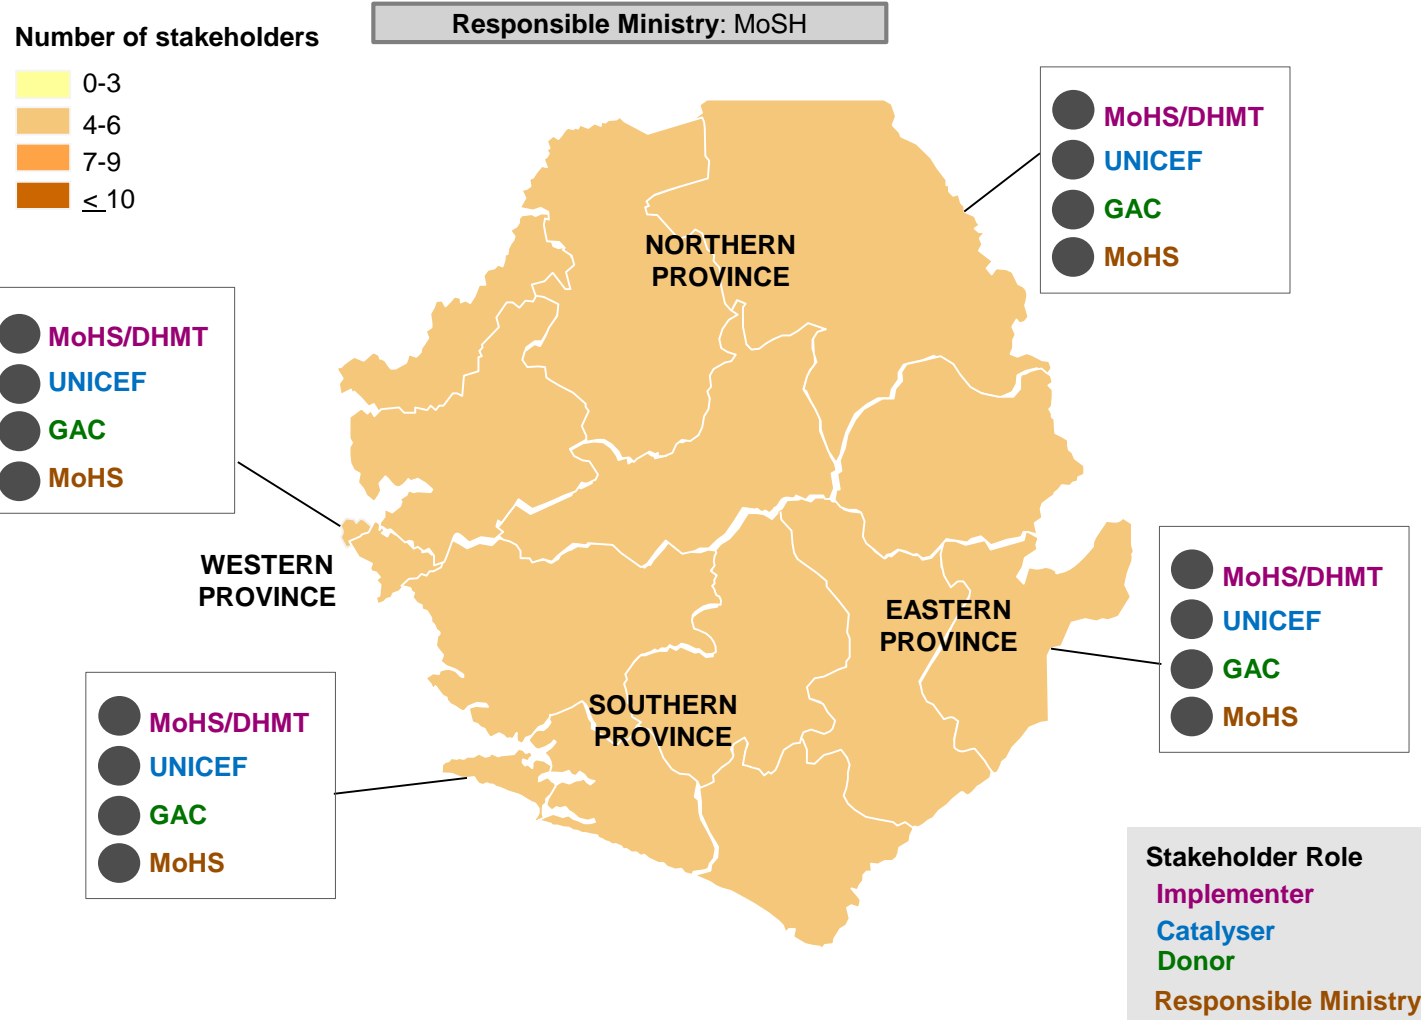 Responsible Ministry: MoSH
Number of stakeholders
0-3
4-6
7-9
< 10
MoHS/DHMT
UNICEF
GAC
MoHS
NORTHERN
PROVINCE
MoHS/DHMT
UNICEF
GAC
MoHS
WESTERN
PROVINCE
EASTERN
PROVINCE
MoHS/DHMT
UNICEF
GAC
MoHS
SOUTHERN
PROVINCE
MoHS/DHMT
UNICEF
GAC
MoHS
Stakeholder Role
Implementer
Catalyser
Donor
Responsible Ministry